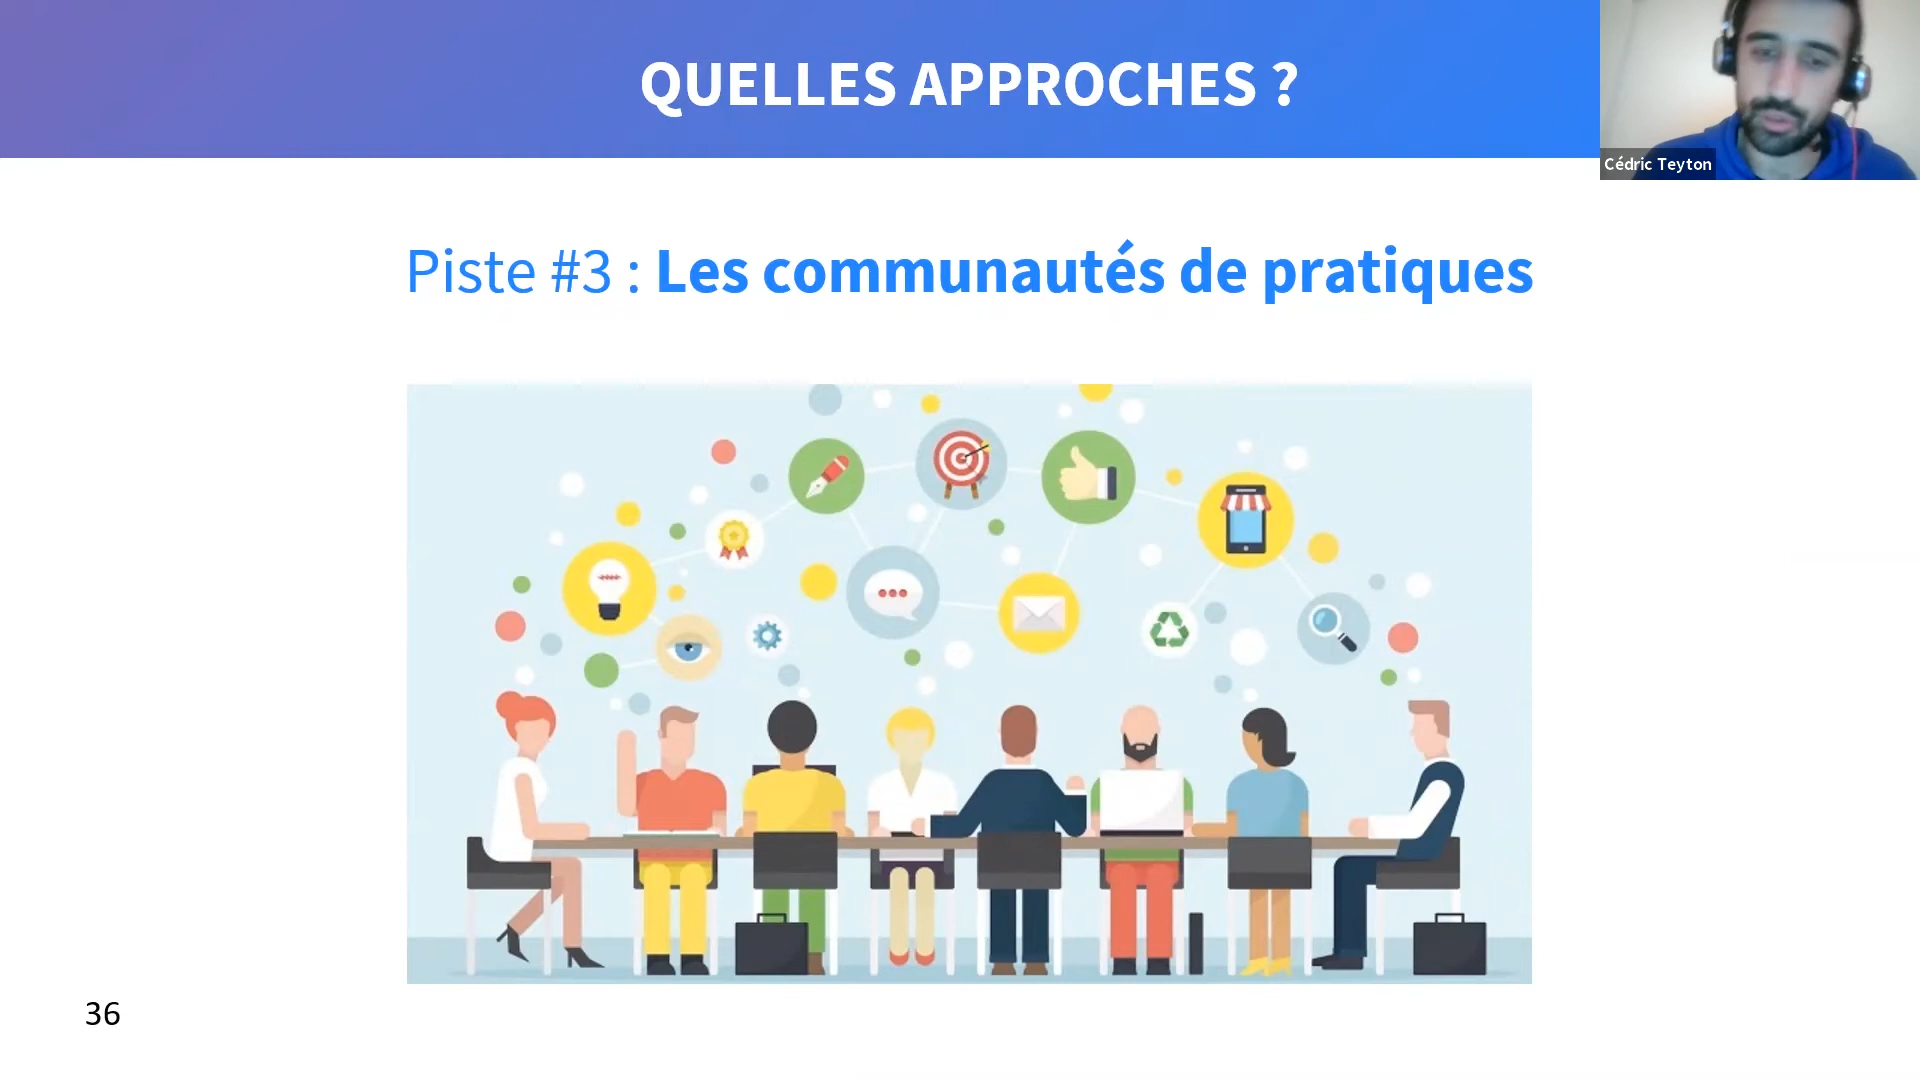 QUELLES APPROCHES ?
Cédric Teyton
Piste #3 : Les communautés de pratiques
36